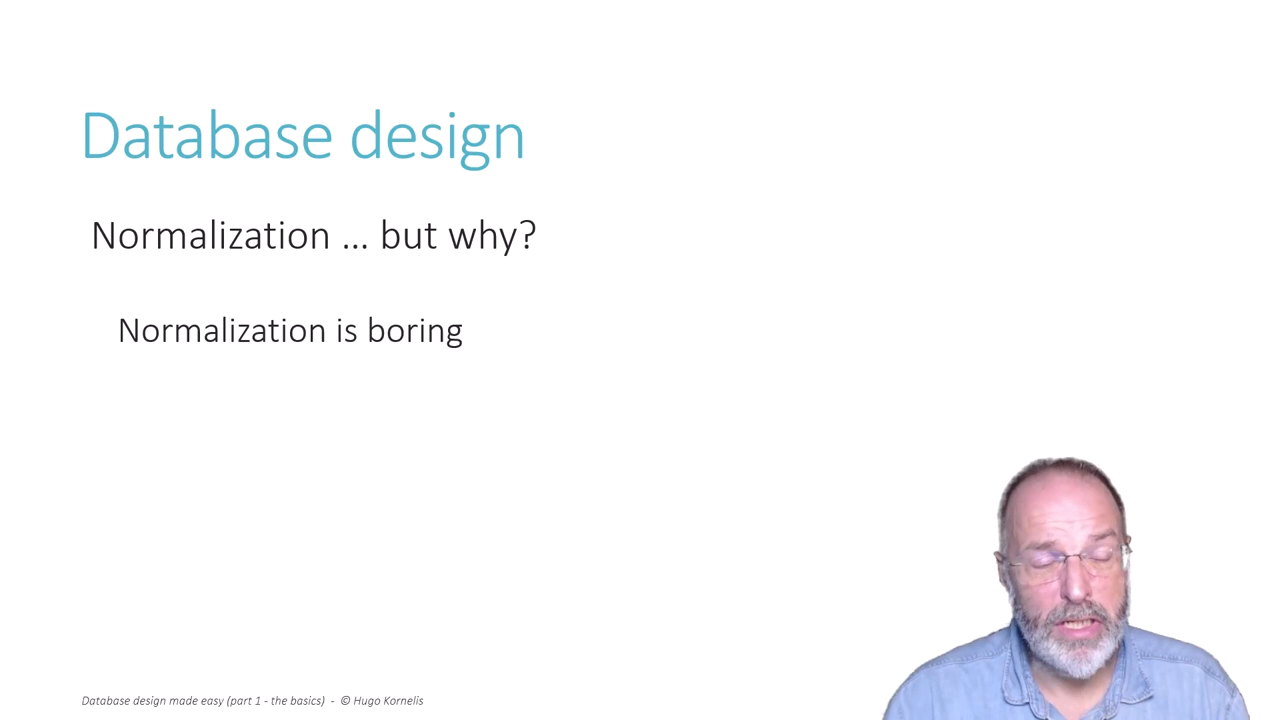 Database design
Normalization ... but why?
Normalization is boring
Database design made easy (part 1 - the basics) - © Hugo Kornelis